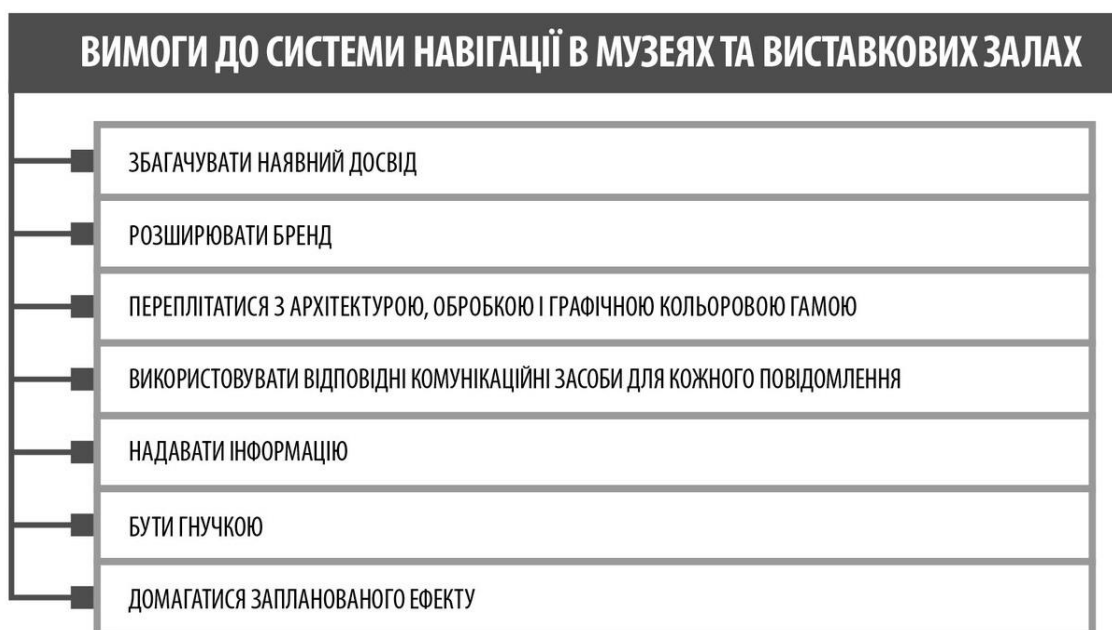 ВИМОГИ ДО СИСТЕМИ НАВІГАЦІЇ В МУЗЕЯХ ТА ВИСТАВКОВИХ ЗАЛАХ
ЗБАГАЧУВАТИ НАЯВНИЙ ДОСВІД
РОЗШИРЮВАТИ БРЕНД
ПЕРЕПЛІТАТИСЯ З АРХІТЕКТУРОЮ, ОБРОБКОЮ І ГРАФІЧНОЮ КОЛЬОРОВОЮ ГАМОЮ
ВИКОРИСТОВУВАТИ ВІДПОВІДНІ КОМУНІКАЦІЙНІ ЗАСОБИ ДЛЯ КОЖНОГО ПОВІДОМЛЕННЯ
НАДАВАТИ ІНФОРМАЦІЮ
БУТИ ГНУЧКОЮ
ДОМАГАТИСЯ ЗАПЛАНОВАНОГО ЕФЕКТУ